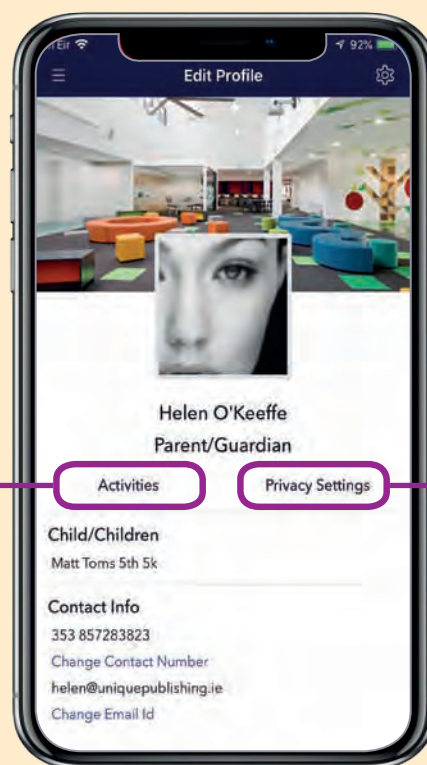 Eir 92%
Edit Profile
Helen O'Keeffe
Parent/Guardian
Activities Privacy Settings
Child/Children
Matt Toms 5th 5k
Contact Info
353 857283823
Change Contact Number
helen@uniquepublishing.ie
Change Email Id